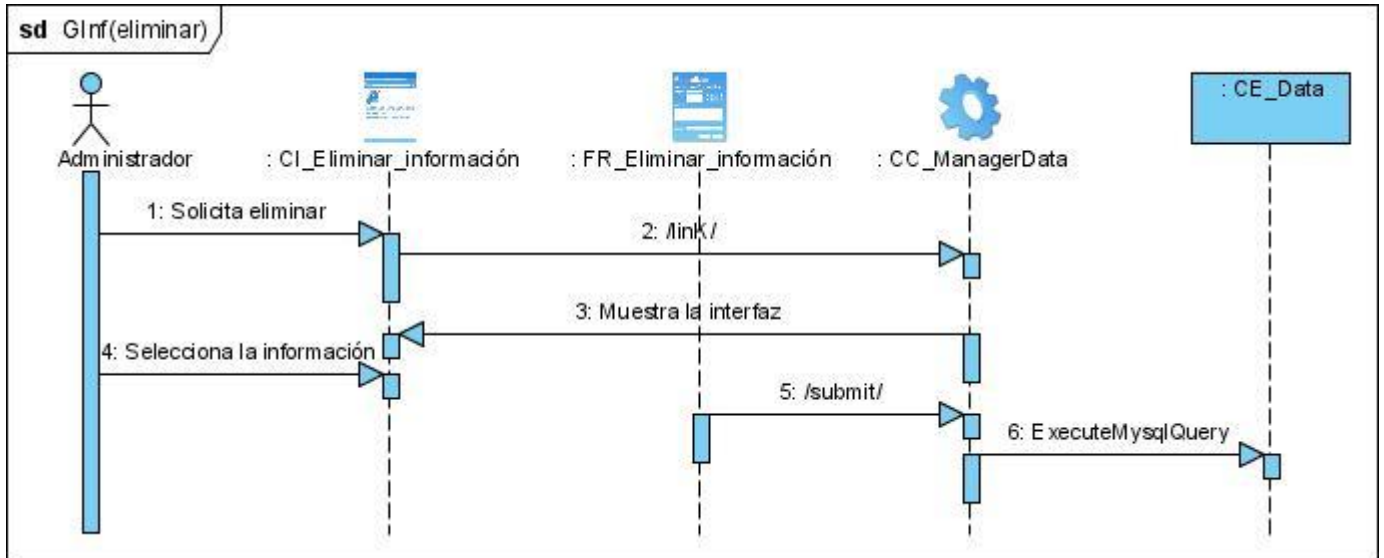 sd GInf(eliminar)
: CE_Data
Administrador
: CI_Eliminar_información
: FR_Eliminar_información
: CC_ManagerData
1: Solicita eliminar
2: /link/
3: Muestra la interfaz
4: Selecciona la información
5: /submit/
6: ExecuteMysqlQuery